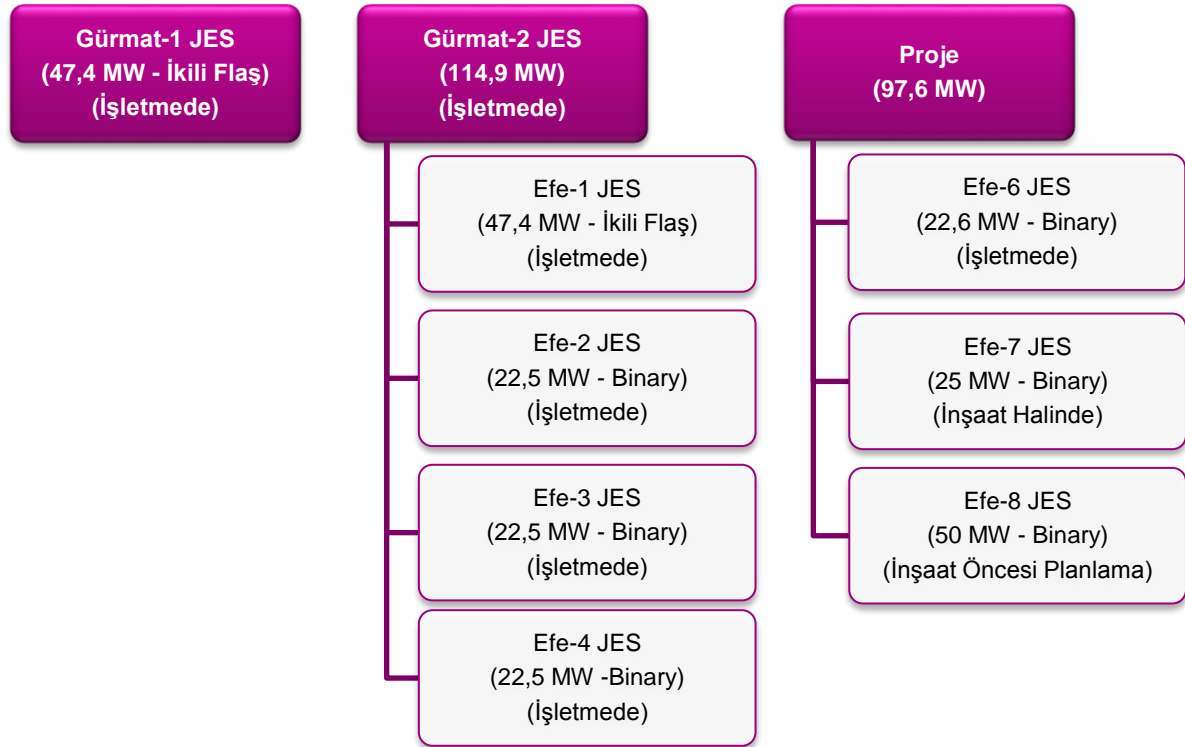 Gürmat-1 JES
(47,4 MW - İkili Flaş)
(İşletmede)
Gürmat-2 JES
(114,9 MW)
(İşletmede)
Efe-1 JES
(47,4 MW - İkili Flaş)
(İşletmede)
Efe-2 JES
(22,5 MW - Binary)
(İşletmede)
Efe-3 JES
(22,5 MW - Binary)
(İşletmede)
Efe-4 JES
(22,5 MW -Binary)
(İşletmede)
Proje
(97,6 MW)
Efe-6 JES
(22,6 MW - Binary)
(İşletmede)
Efe-7 JES
(25 MW - Binary)
(İnşaat Halinde)
Efe-8 JES
(50 MW - Binary)
(İnşaat Öncesi Planlama)